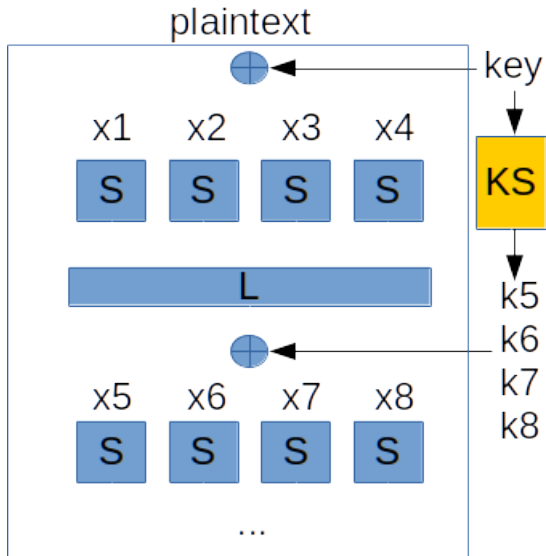 plaintext
key
x1 x2 x3 x4
S S S S
KS
L
k5
k6
k7
k8
x5 x6 x7 x8
S S S S
...